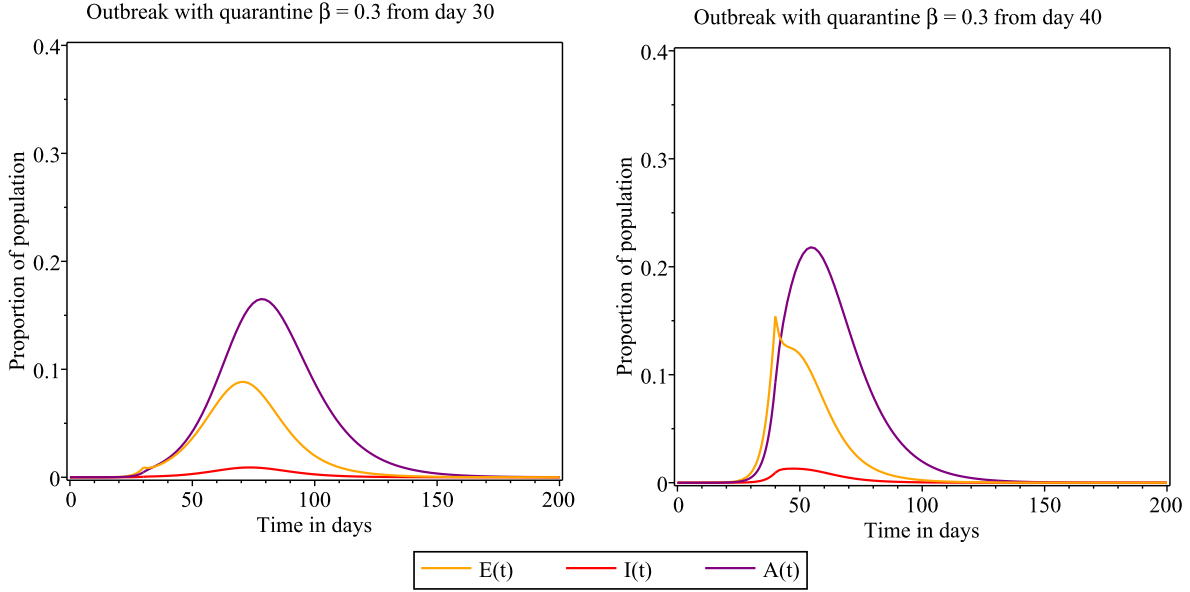 Outbreak with quarantine β = 0.3 from day 30
0.4
0.3
0.2
0.1
0
Proportion of population
0
50
100
150
200
Time in days
Outbreak with quarantine β = 0.3 from day 40
0.4
0.3
0.2
0.1
0
Proportion of population
0
50
100
150
200
Time in days
E(t) I(t) A(t)